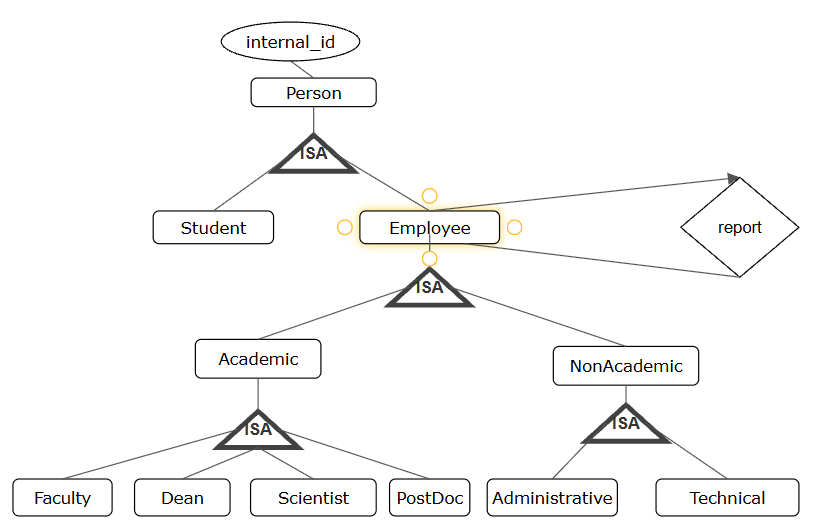 internal_id
Person
ISA
Student
Employee
report
ISA
Academic
NonAcademic
ISA
ISA
Faculty
Dean
Scientist
PostDoc
Administrative
Technical